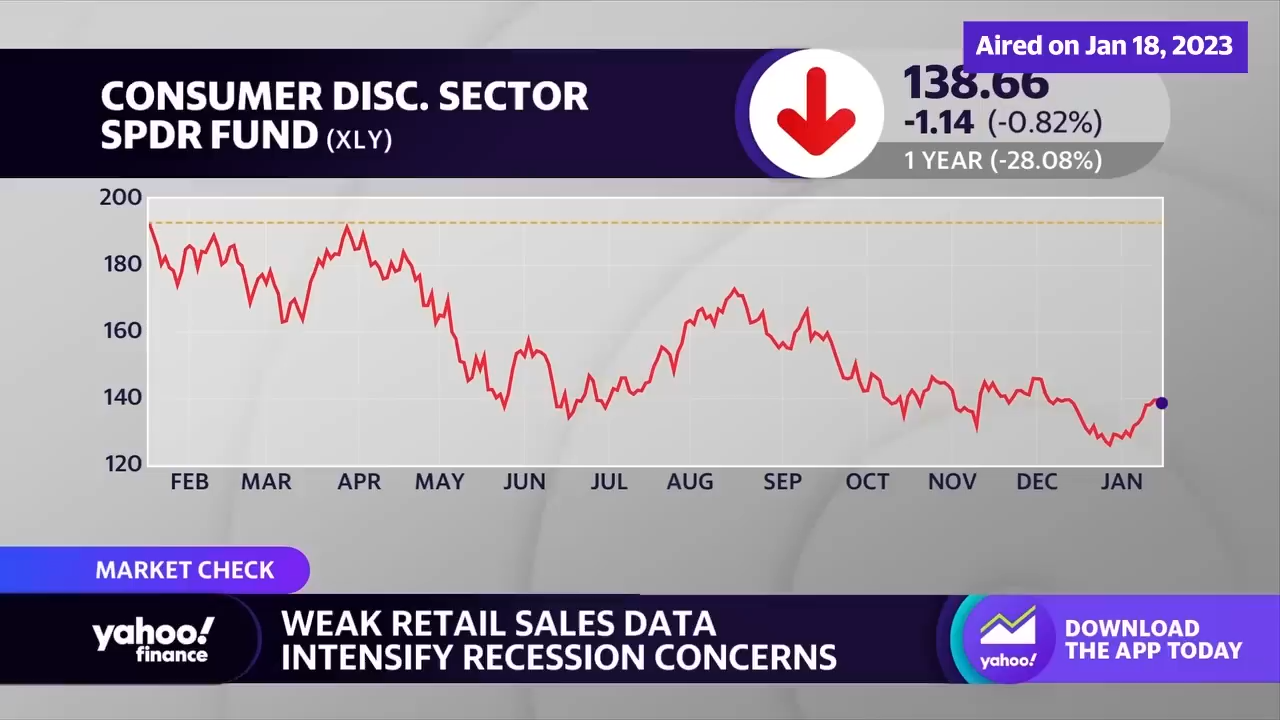 Aired on Jan 18, 2023
CONSUMER DISC. SECTOR
SPDR FUND (XLY)
138.66
-1.14 (-0.82%)
1 YEAR (-28.08%)
200
180
160
140
120
FEB MAR APR MAY JUN JUL AUG SEP OCT NOV DEC JAN
MARKET CHECK
yahoo!
finance
WEAK RETAIL SALES DATA
INTENSIFY RECESSION CONCERNS
yahoo!
DOWNLOAD
THE APP TODAY